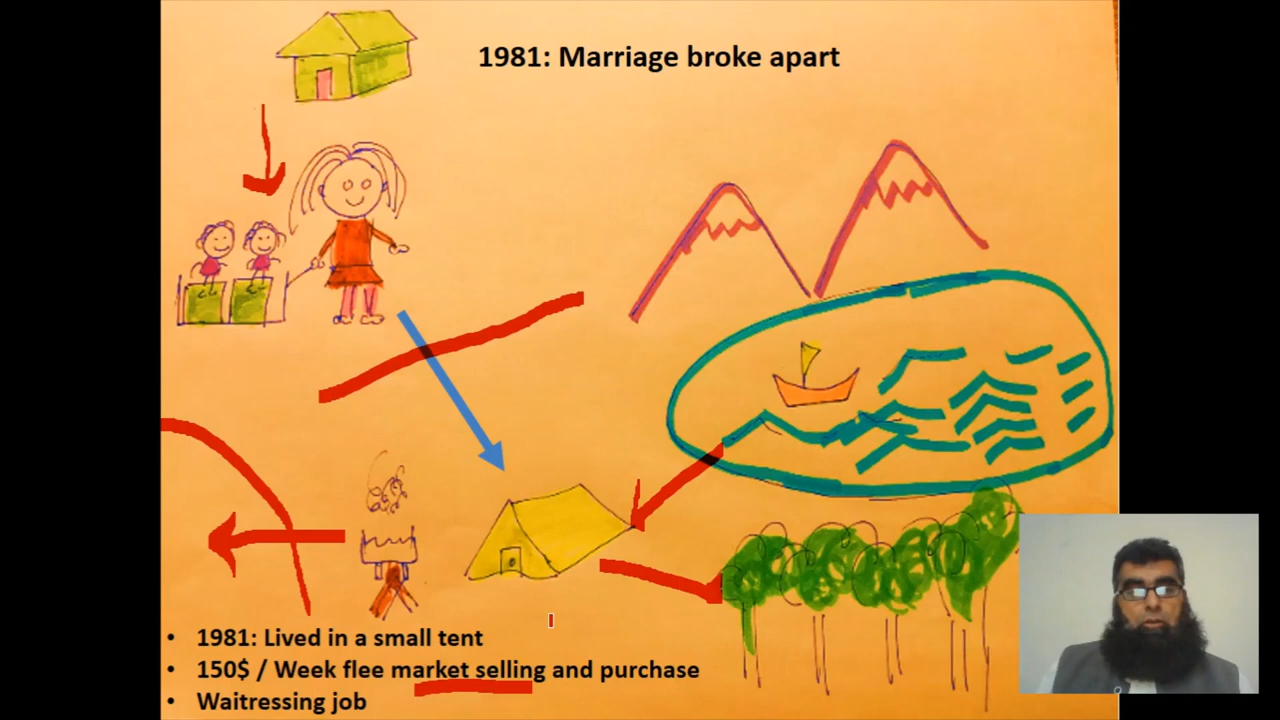 1981: Marriage broke apart
• 1981: Lived in a small tent
• 150$ / Week flee market selling and purchase
• Waitressing job